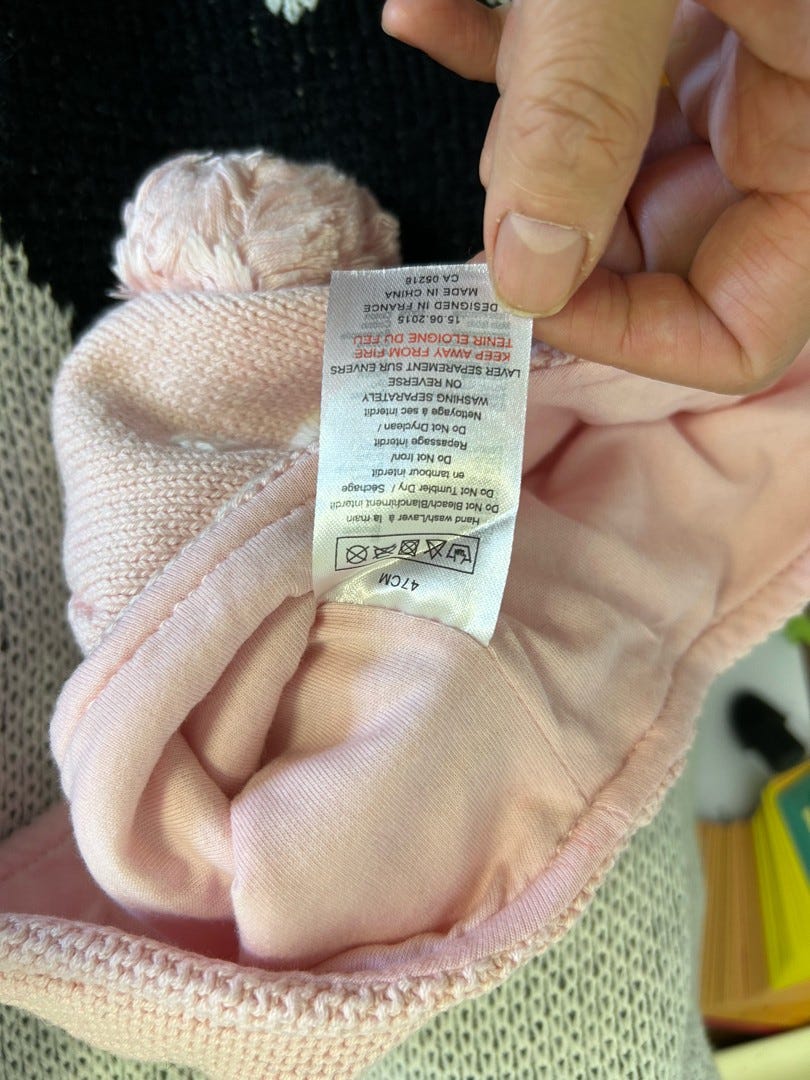 47CM
Hand wash/Laver à la main
Do Not Bleach/Blanchiment interdit
Do Not Tumbler Dry / Séchage
en tambour interdit
Do Not Iron/
Repassage interdit
Do Not Dryclean /
Nettoyage à sec interdit
WASHING SEPARATELY
ON REVERSE
LAVER SEPAREMENT SUR ENVERS
KEEP AWAY FROM FIRE
TENIR ELOIGNE DU FEU
15.06.2015
DESIGNED IN FRANCE
MADE IN CHINA
CA 05218